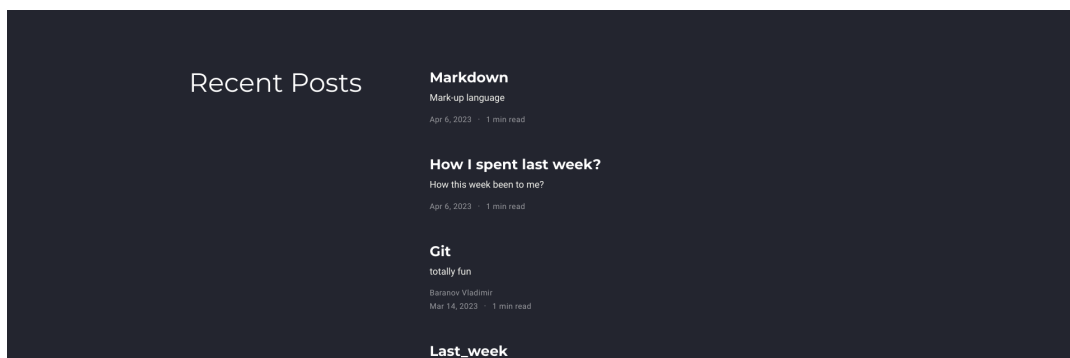 Recent Posts
Markdown
Mark-up language
Apr 6, 2023 · 1 min read
How I spent last week?
How this week been to me?
Apr 6, 2023 · 1 min read
Git
totally fun
Baranov Vladimir
Mar 14, 2023 · 1 min read
Last_week